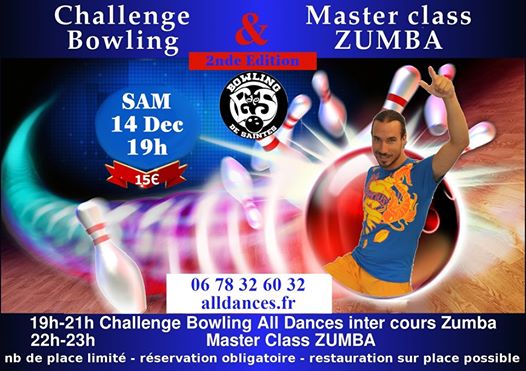 Challenge
Bowling
&
Master class
ZUMBA
2nde Edition
BOWLING
DE SAINTES
SAM
14 Dec
19h
15€
06 78 32 60 32
alldances.fr
19h-21h Challenge Bowling All Dances inter cours Zumba
22h-23h Master Class ZUMBA
nb de place limité - réservation obligatoire - restauration sur place possible